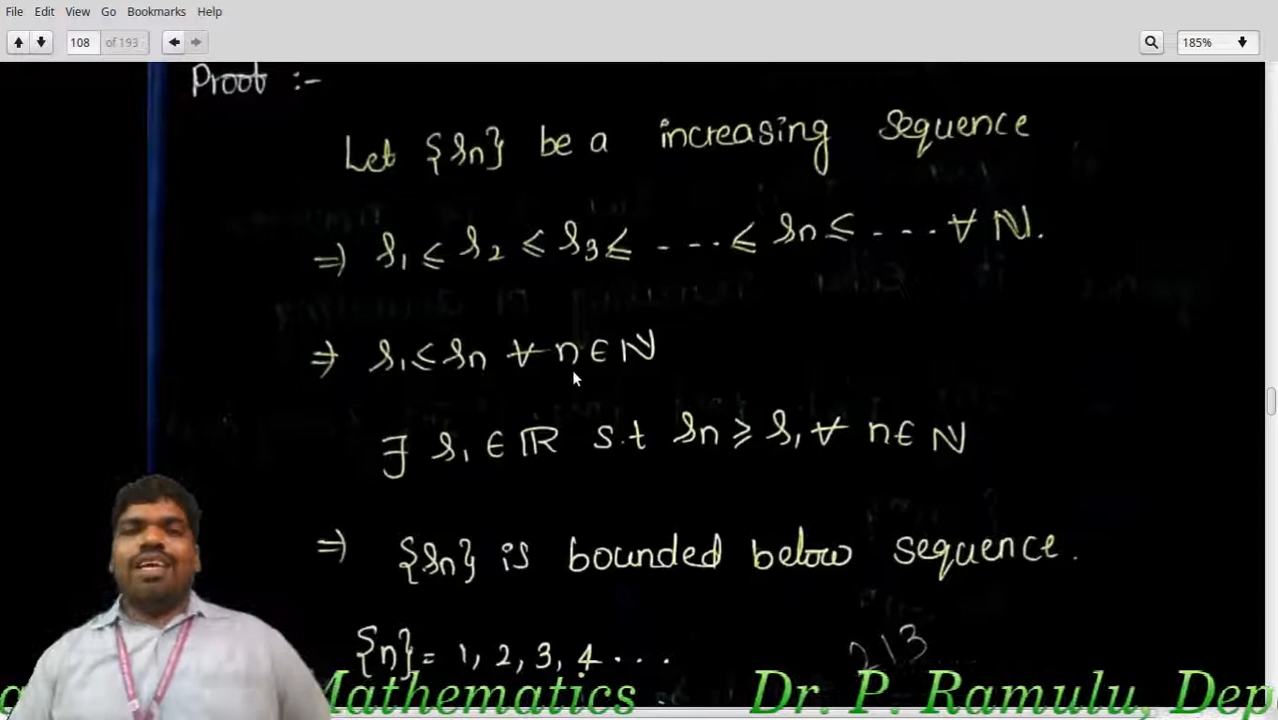 File Edit View Go Bookmarks Help
108 of 193 185%
Proof :-
Let {Sn} be a increasing sequence
⇒ S₁ ≤ S₂ ≤ S₃ ≤ ---- ≤ Sn ≤ ---- ∀ N.
⇒ S₁ ≤ Sn ∀ n ∈ N
∃ S₁ ∈ ℝ s.t Sn ≥ S₁ ∀ n ∈ N
⇒ {Sn} is bounded below sequence.
{n} = 1, 2, 3, 4 . . .
Mathematics Dr. P. Ramulu, Dep